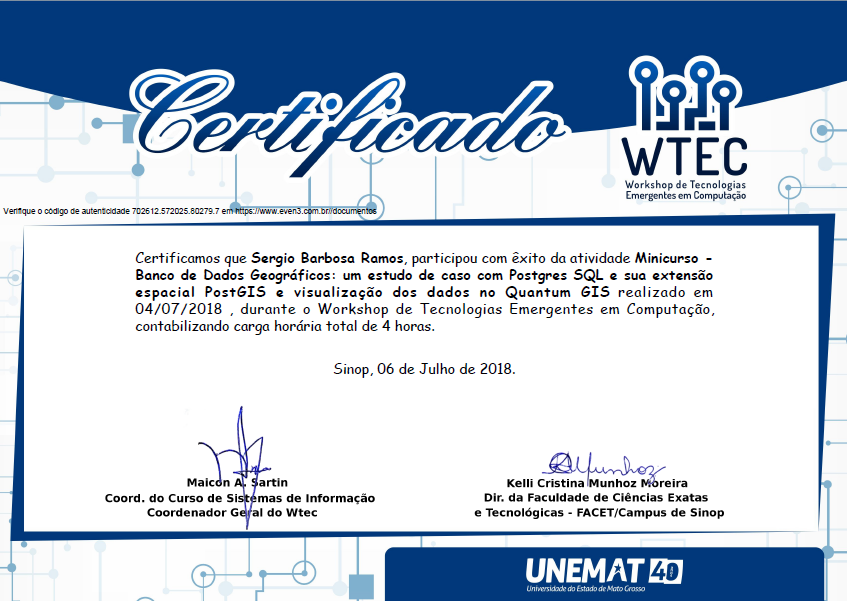 Certificado
WTEC
Workshop de Tecnologias
Emergentes em Computação
Verifique o código de autenticidade 702612.572025.80279.7 em https://www.even3.com.br//documentos
Certificamos que Sergio Barbosa Ramos, participou com êxito da atividade Minicurso -
Banco de Dados Geográficos: um estudo de caso com Postgres SQL e sua extensão
espacial PostGIS e visualização dos dados no Quantum GIS realizado em
04/07/2018 , durante o Workshop de Tecnologias Emergentes em Computação,
contabilizando carga horária total de 4 horas.
Sinop, 06 de Julho de 2018.
Maicon A. Sartin
Coord. do Curso de Sistemas de Informação
Coordenador Geral do Wtec
KCMunhoz
Kelli Cristina Munhoz Moreira
Dir. da Faculdade de Ciências Exatas
e Tecnológicas - FACET/Campus de Sinop
UNEMAT 40
Universidade do Estado de Mato Grosso